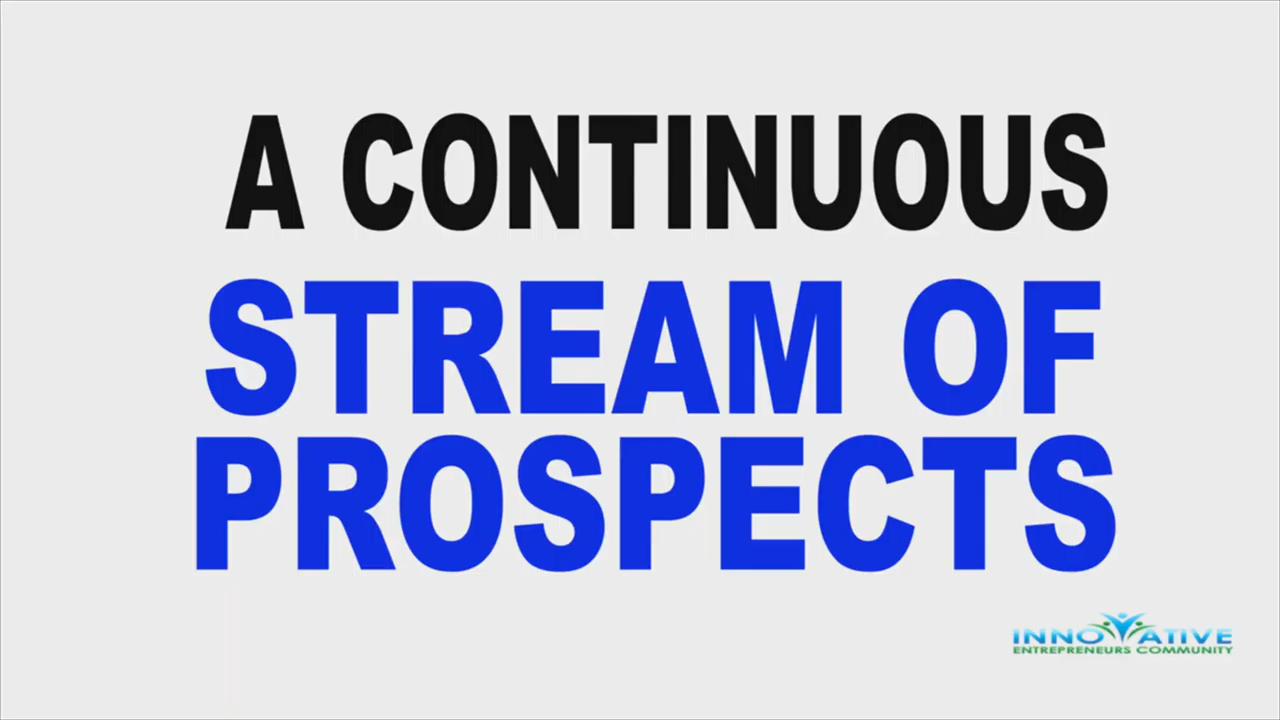 A CONTINUOUS
STREAM OF
PROSPECTS
INNOVATIVE
ENTREPRENEURS COMMUNITY